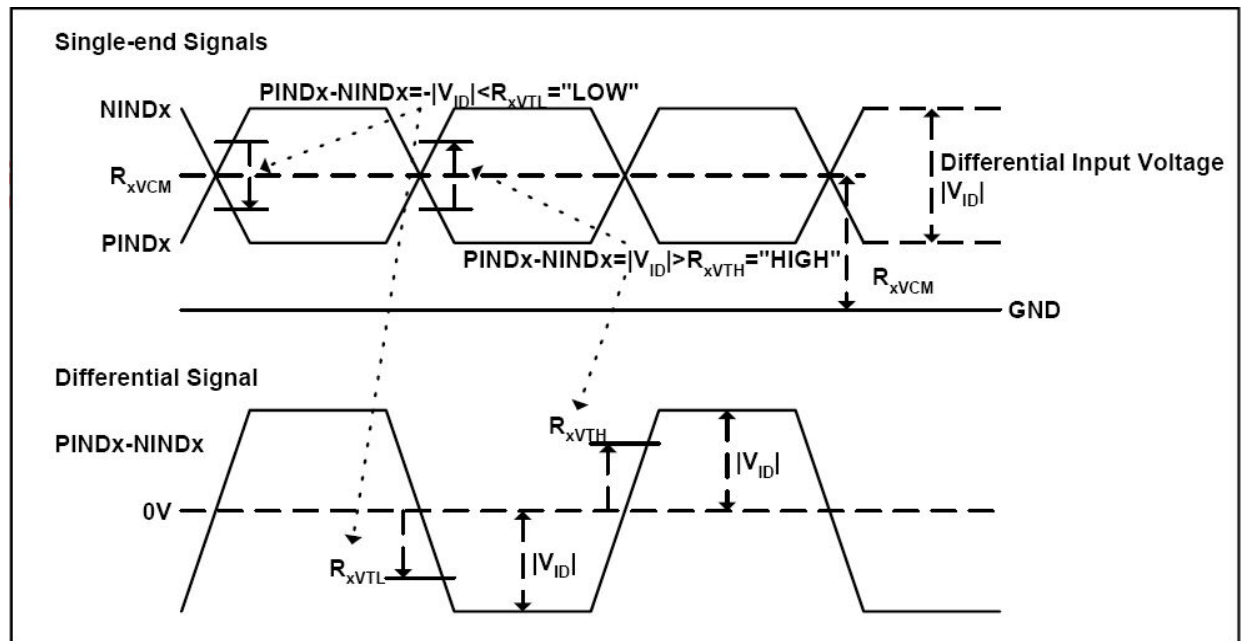 Single-end Signals
PINDx-NINDx=-|VID|<RxVTL="LOW"
NINDx
RxVCM
Differential Input Voltage
|VID|
PINDx
PINDx-NINDx=|VID|>RxVTH="HIGH"
RxVCM
GND
Differential Signal
RxVTH
PINDx-NINDx
|VID|
0V
RxVTL
|VID|